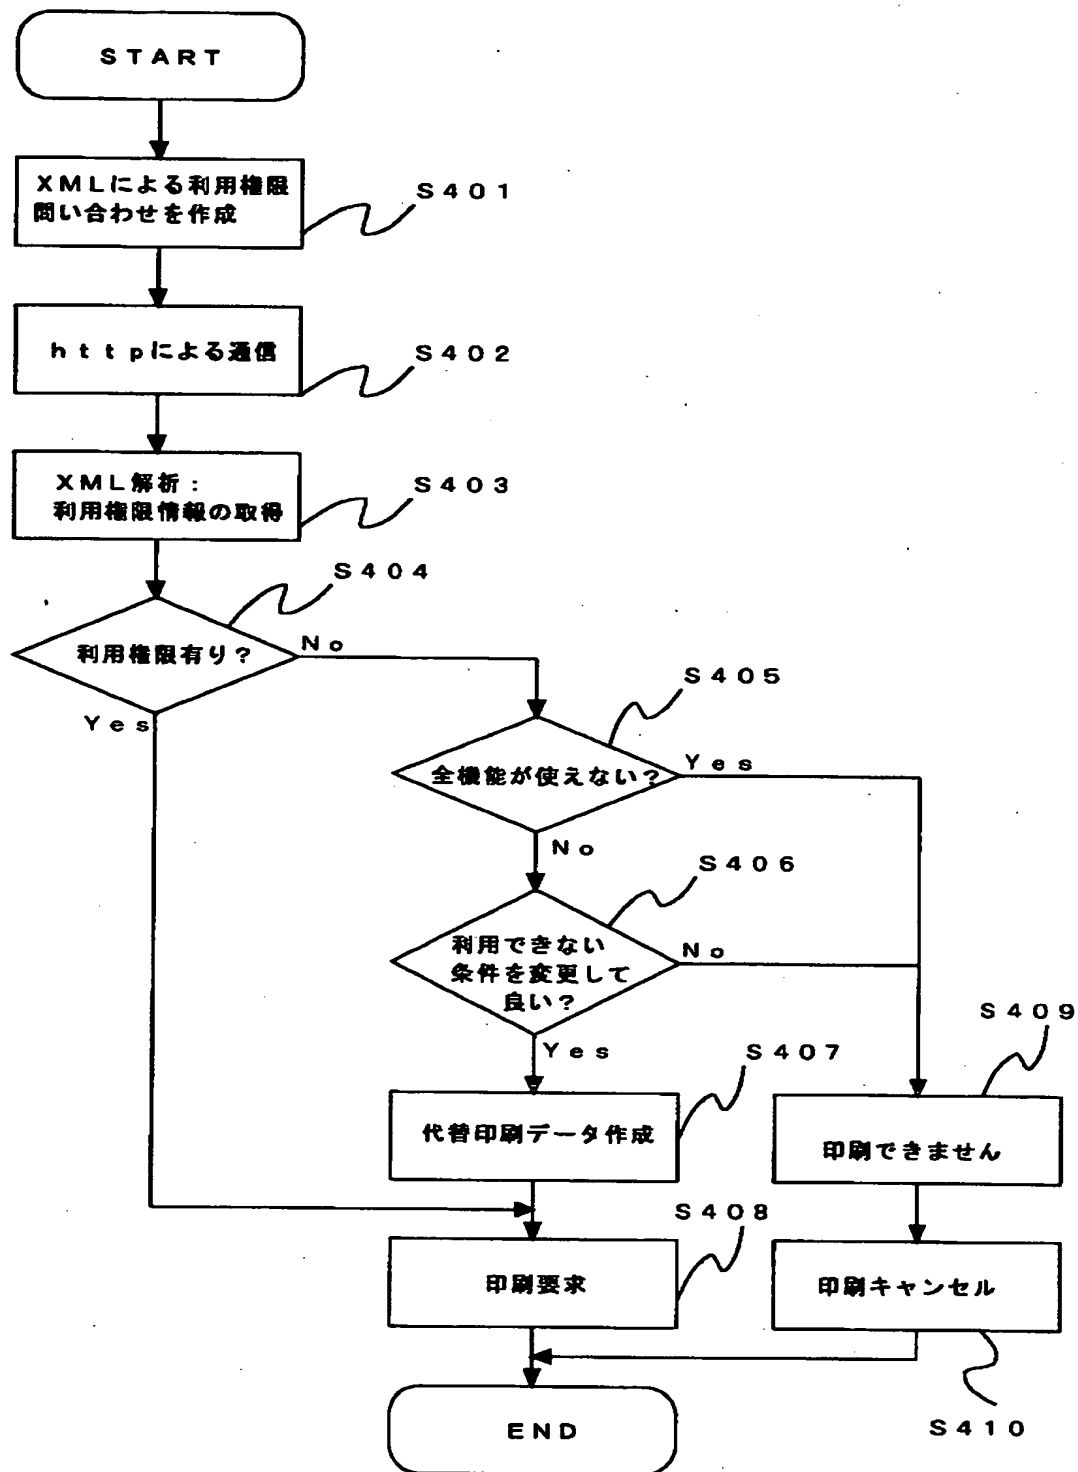 ＳＴＡＲＴ
ＸＭＬによる利用権限
問い合わせを作成
Ｓ４０１
ｈｔｔｐによる通信
Ｓ４０２
ＸＭＬ解析：
利用権限情報の取得
Ｓ４０３
Ｓ４０４
利用権限有り？
Ｎｏ
Ｙｅｓ
Ｓ４０５
全機能が使えない？
Ｙｅｓ
Ｎｏ
Ｓ４０６
利用できない
条件を変更して
良い？
Ｎｏ
Ｙｅｓ
Ｓ４０７
代替印刷データ作成
Ｓ４０９
印刷できません
Ｓ４０８
印刷要求
印刷キャンセル
Ｓ４１０
ＥＮＤ